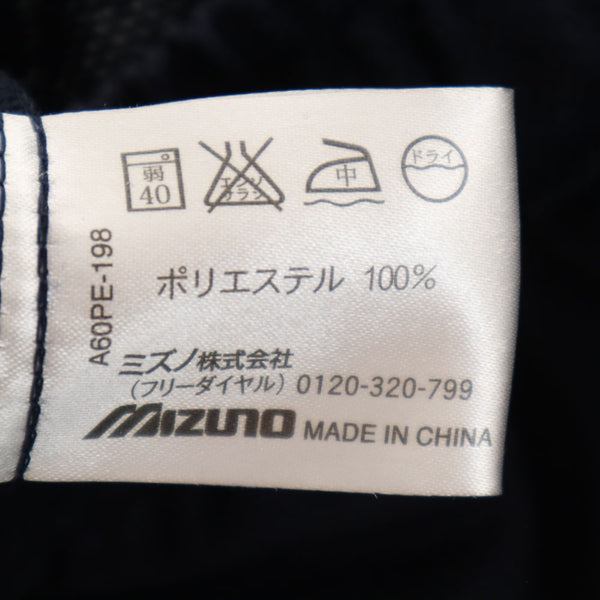 弱
40
エンソ
サラシ
中
ドライ
ポリエステル 100%
A60PE-198
ミズノ株式会社
(フリーダイヤル) 0120-320-799
MIZUNO MADE IN CHINA